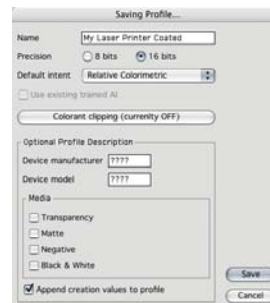 Saving Profile...
Name My Laser Printer Coated
Precision 8 bits 16 bits
Default intent Relative Colorimetric
Use existing trained AI
Colorant clipping (currenlty OFF)
Optional Profile Description
Device manufacturer ????
Device model ????
Media
Transparency
Matte
Negative
Black & White
Save
Append creation values to profile
Cancel